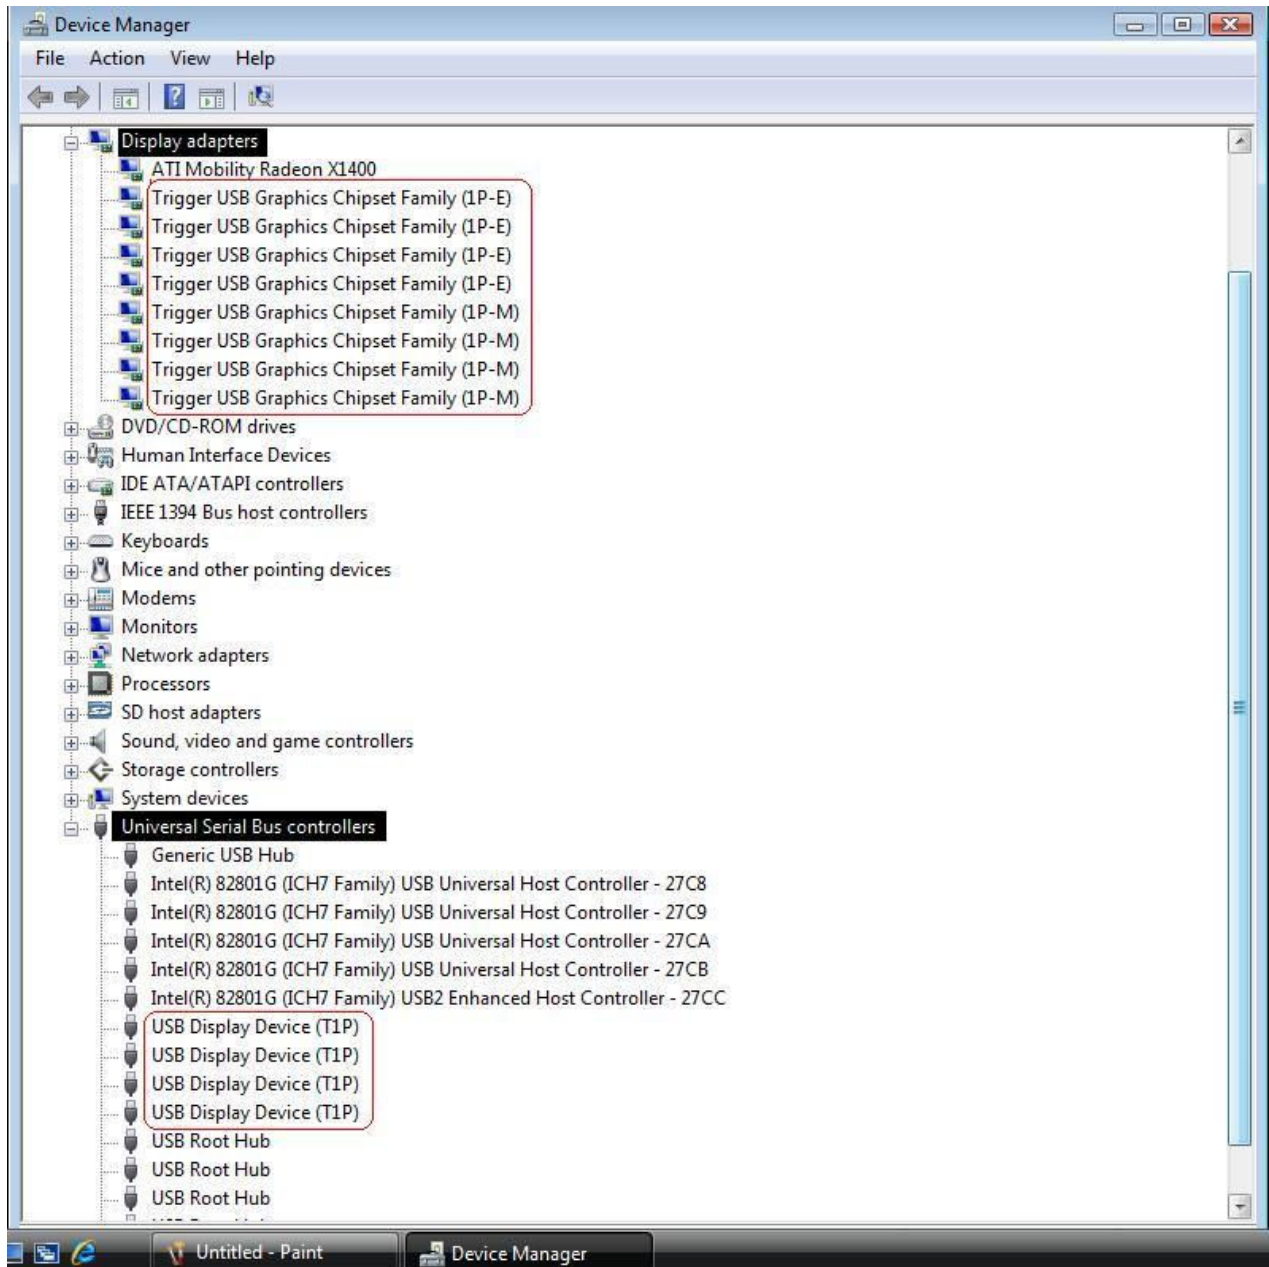 Device Manager
File Action View Help
Display adapters
ATI Mobility Radeon X1400
Trigger USB Graphics Chipset Family (1P-E)
Trigger USB Graphics Chipset Family (1P-E)
Trigger USB Graphics Chipset Family (1P-E)
Trigger USB Graphics Chipset Family (1P-E)
Trigger USB Graphics Chipset Family (1P-M)
Trigger USB Graphics Chipset Family (1P-M)
Trigger USB Graphics Chipset Family (1P-M)
Trigger USB Graphics Chipset Family (1P-M)
DVD/CD-ROM drives
Human Interface Devices
IDE ATA/ATAPI controllers
IEEE 1394 Bus host controllers
Keyboards
Mice and other pointing devices
Modems
Monitors
Network adapters
Processors
SD host adapters
Sound, video and game controllers
Storage controllers
System devices
Universal Serial Bus controllers
Generic USB Hub
Intel(R) 82801G (ICH7 Family) USB Universal Host Controller - 27C8
Intel(R) 82801G (ICH7 Family) USB Universal Host Controller - 27C9
Intel(R) 82801G (ICH7 Family) USB Universal Host Controller - 27CA
Intel(R) 82801G (ICH7 Family) USB Universal Host Controller - 27CB
Intel(R) 82801G (ICH7 Family) USB2 Enhanced Host Controller - 27CC
USB Display Device (T1P)
USB Display Device (T1P)
USB Display Device (T1P)
USB Display Device (T1P)
USB Root Hub
USB Root Hub
USB Root Hub
Untitled - Paint Device Manager